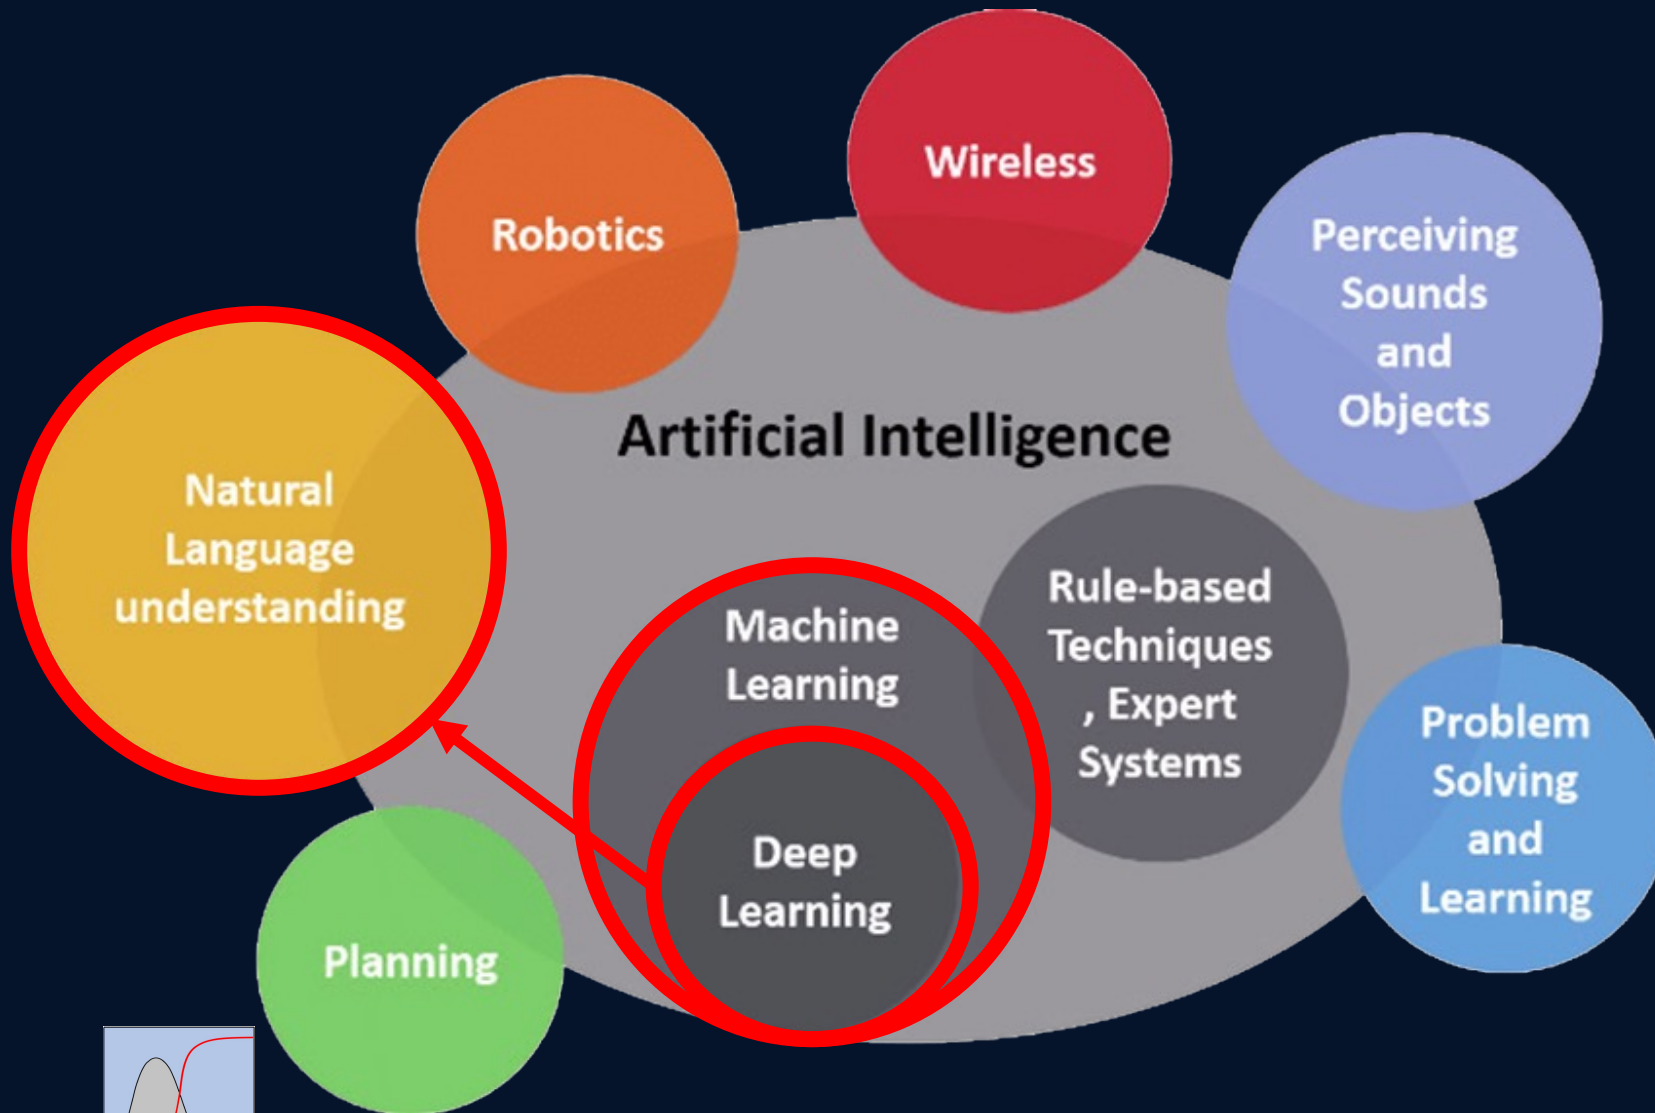 Wireless
Robotics
Perceiving
Sounds
and
Objects
Artificial Intelligence
Natural
Language
understanding
Machine
Learning
Rule-based
Techniques
, Expert
Systems
Problem
Solving
and
Learning
Deep
Learning
Planning